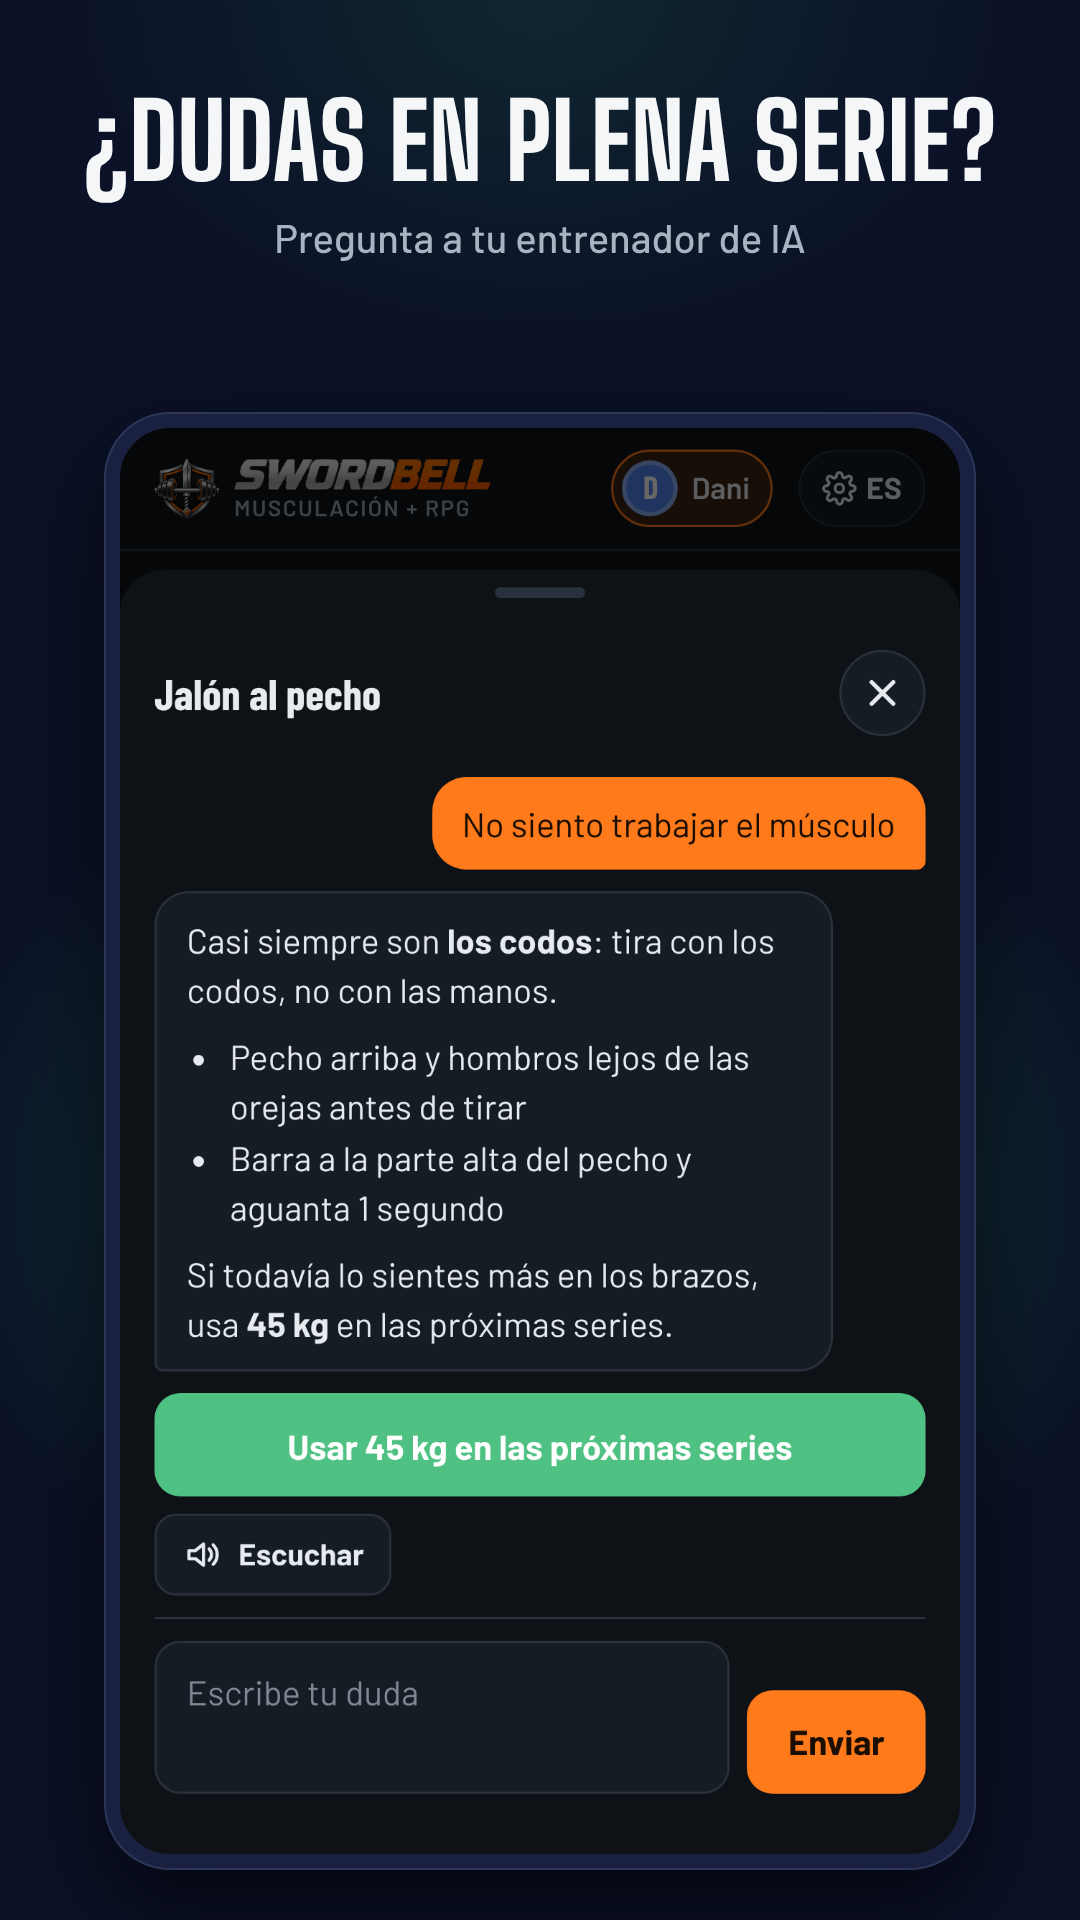 ¿DUDAS EN PLENA SERIE?
Pregunta a tu entrenador de IA
SWORDBELL
MUSCULACIÓN + RPG
D Dani
ES
Jalón al pecho
No siento trabajar el músculo
Casi siempre son los codos: tira con los
codos, no con las manos.
• Pecho arriba y hombros lejos de las
orejas antes de tirar
• Barra a la parte alta del pecho y
aguanta 1 segundo
Si todavía lo sientes más en los brazos,
usa 45 kg en las próximas series.
Usar 45 kg en las próximas series
Escuchar
Escribe tu duda
Enviar